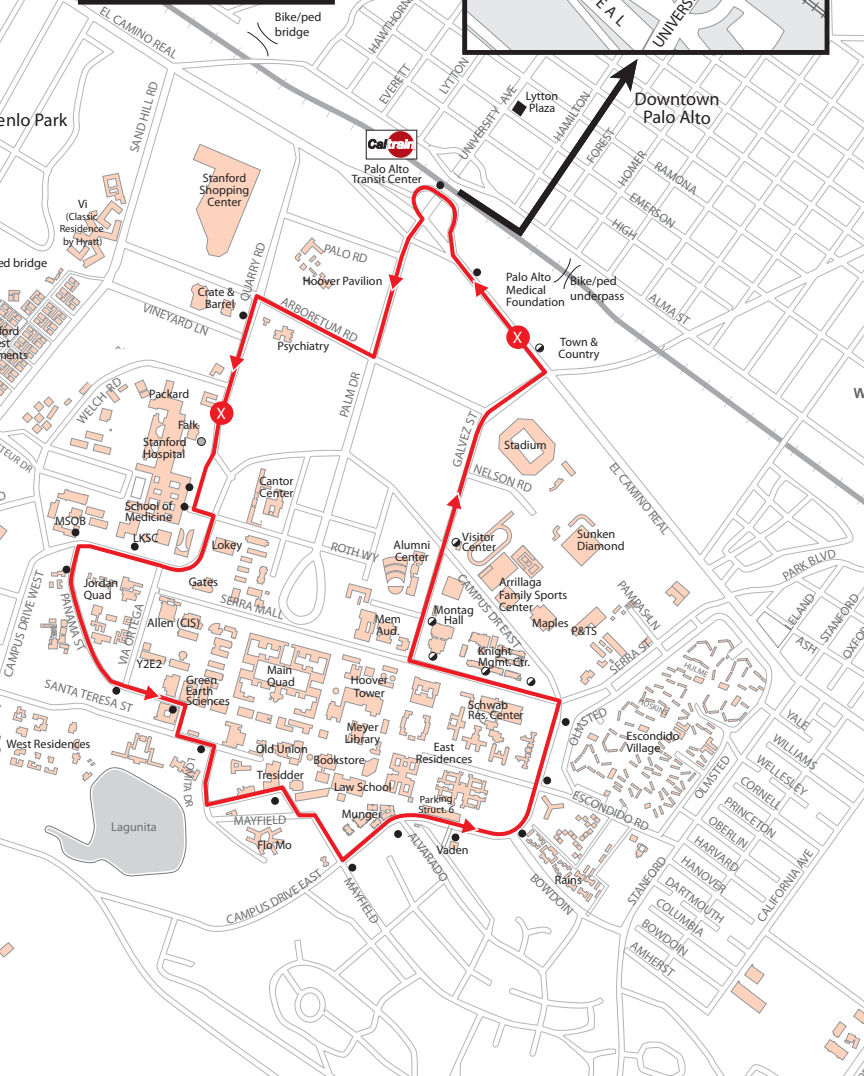 EL CAMINO REAL
Bike/ped
bridge
HAWTHORN
EVERETT
LYTTON
E A L
UNIVERS
enlo Park
SAND HILL RD
UNIVERSITY AVE
Lytton
Plaza
HAMILTON
Downtown
Palo Alto
FOREST
HOMER
RAMONA
EMERSON
HIGH
Caltrain
Palo Alto
Transit Center
Stanford
Shopping
Center
Vi
(Classic
Residence
by Hyatt)
ed bridge
QUARRY RD
PALO RD
Hoover Pavilion
Palo Alto
Medical
Foundation
Bike/ped
underpass
ALMA ST
Crate &
Barrel
VINEYARD LN
ARBORETUM RD
Psychiatry
X
Town &
Country
ford
est
ments
WELCH RD
Packard
PALM DR
W
X
Falk
Stanford
Hospital
GALVEZ ST
Stadium
TEUR DR
NELSON RD
EL CAMINO REAL
Cantor
Center
School of
Medicine
MSOB
LKSC
Lokey
ROTH WY
Alumni
Center
Visitor
Center
Sunken
Diamond
PARK BLVD
Jordan
Quad
Gates
SERRA MALL
CAMPUS DR EAST
Arrillaga
Family Sports
Center
PAMPAS LN
LELAND
STANFORD
OXFO
ASH
CAMPUS DRIVE WEST
PANAMA ST
VIA ORTEGA
Allen (CIS)
Mem
Aud.
Montag
Hall
Maples
P&TS
SERRA ST
Y2E2
Main
Quad
Knight
Mgmt. Ctr.
HULME
SANTA TERESA ST
Green
Earth
Sciences
Hoover
Tower
Schwab
Res. Center
HOSKINS
OLMSTED
YALE
West Residences
Meyer
Library
Escondido
Village
WILLIAMS
Old Union
Bookstore
East
Residences
WELLESLEY
OLMSTED
LOMITA DR
Tresidder
Law School
CORNELL
Parking
Struct. 6
ESCONDIDO RD
PRINCETON
Lagunita
MAYFIELD
Munger
OBERLIN
Flo Mo
ALVARADO
Vaden
HARVARD
HANOVER
CALIFORNIA AVE
CAMPUS DRIVE EAST
MAYFIELD
Rains
BOWDOIN
STANFORD
DARTMOUTH
COLUMBIA
BOWDOIN
AMHERST